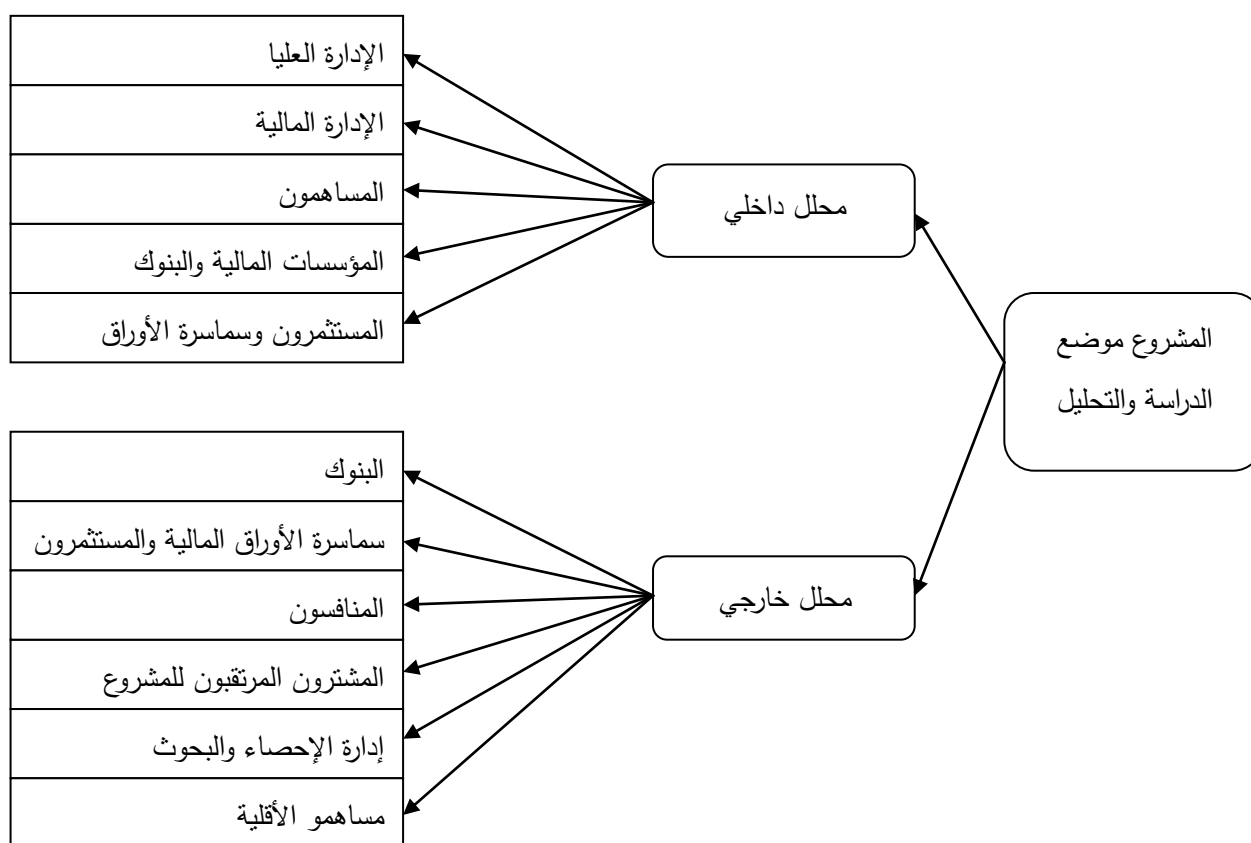 المشروع موضع
الدراسة والتحليل
محلل داخلي
الإدارة العليا
الإدارة المالية
المساهمون
المؤسسات المالية والبنوك
المستثمرون وسماسرة الأوراق
محلل خارجي
البنوك
سماسرة الأوراق المالية والمستثمرون
المنافسون
المشترون المرتقبون للمشروع
إدارة الإحصاء والبحوث
مساهمو الأقلية